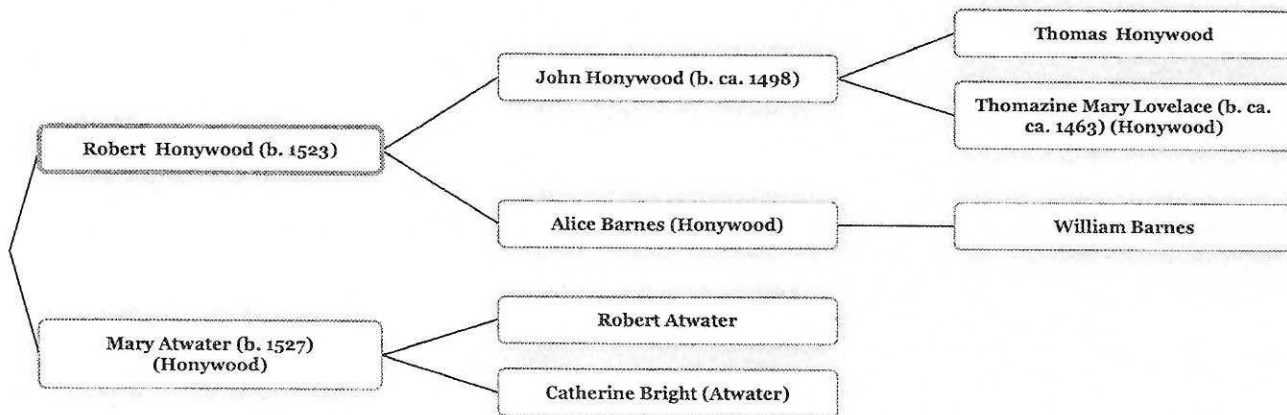 Thomas Honywood
John Honywood (b. ca. 1498)
Thomazine Mary Lovelace (b. ca.
ca. 1463) (Honywood)
Robert Honywood (b. 1523)
Alice Barnes (Honywood)
William Barnes
Robert Atwater
Mary Atwater (b. 1527)
(Honywood)
Catherine Bright (Atwater)